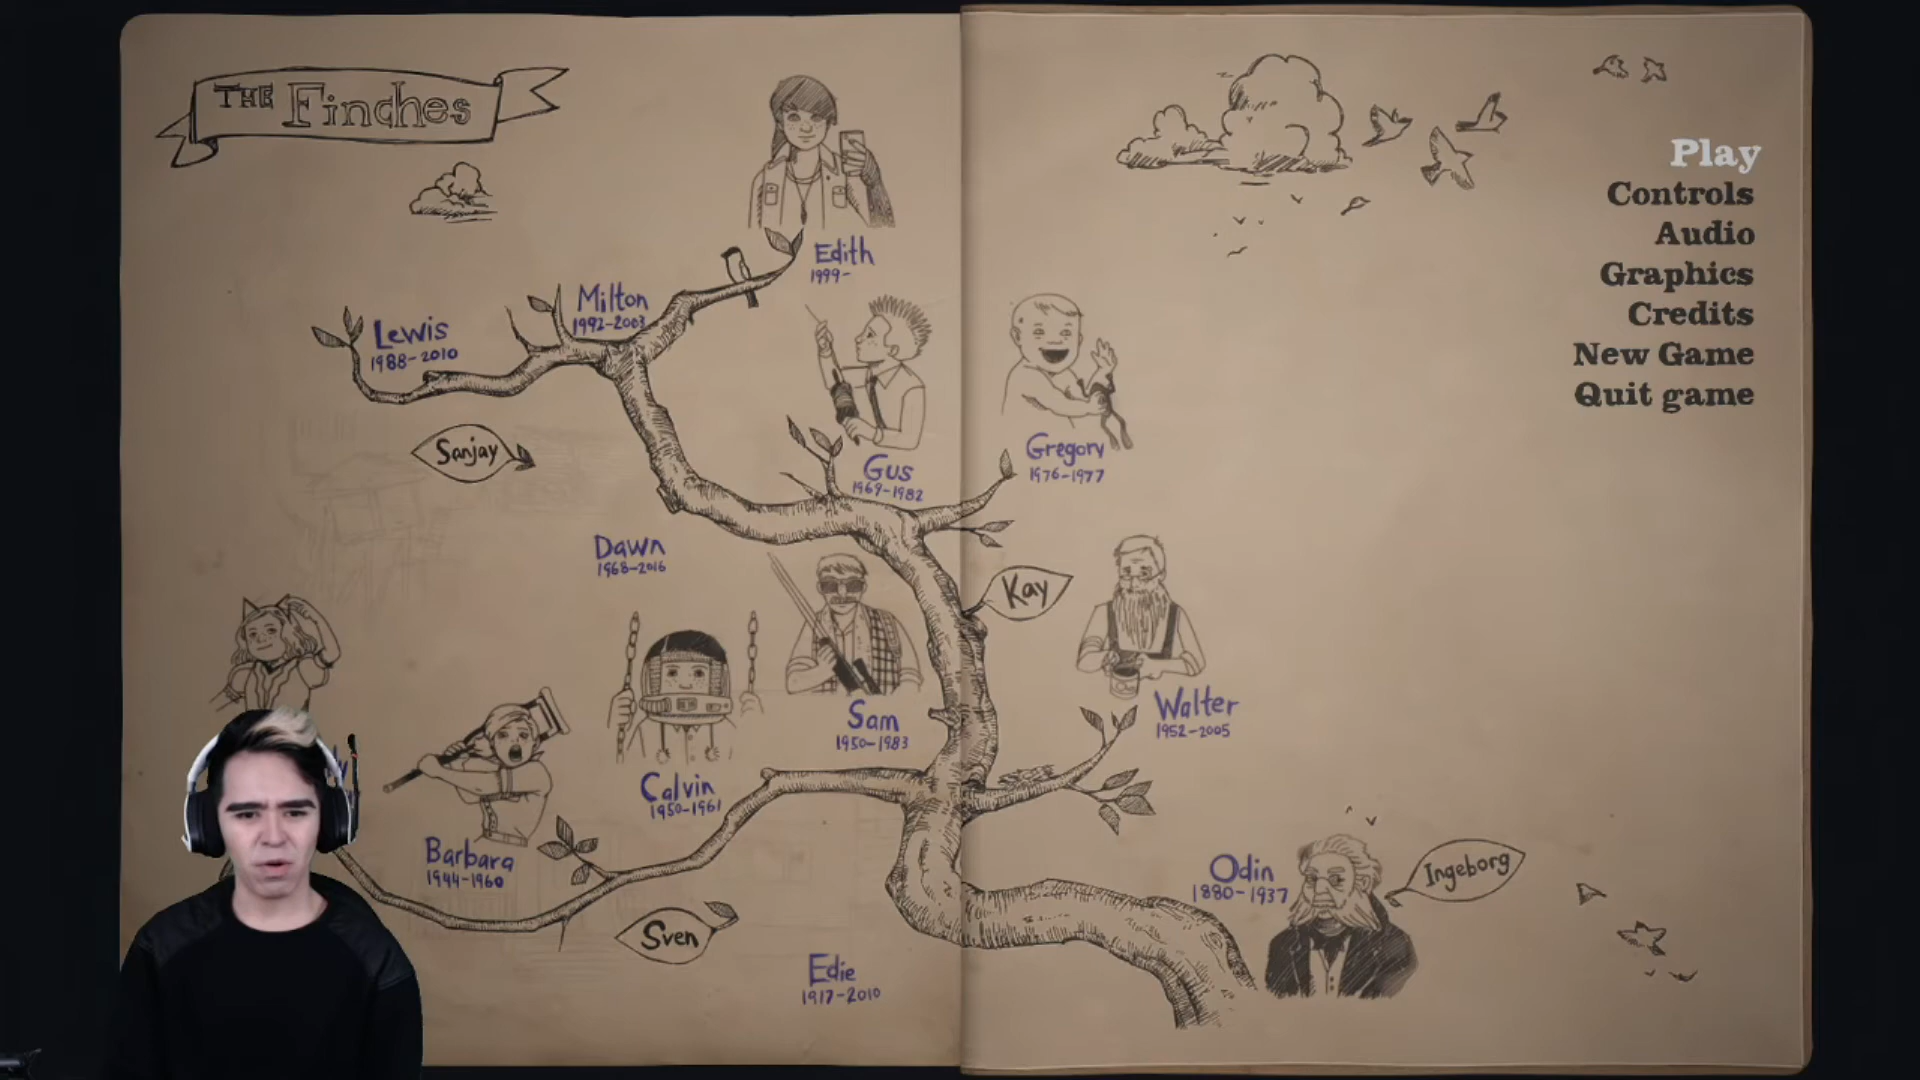 THE Finches
Play
Controls
Audio
Graphics
Credits
New Game
Quit game
Edith
1999-
Milton
1992-2003
Lewis
1988-2010
Sanjay
Gus
1969-1982
Gregory
1976-1977
Dawn
1968-2016
Kay
Sam
1950-1983
Walter
1952-2005
Calvin
1950-1961
Barbara
1944-1960
Sven
Odin
1880-1937
Ingeborg
Edie
1917-2010